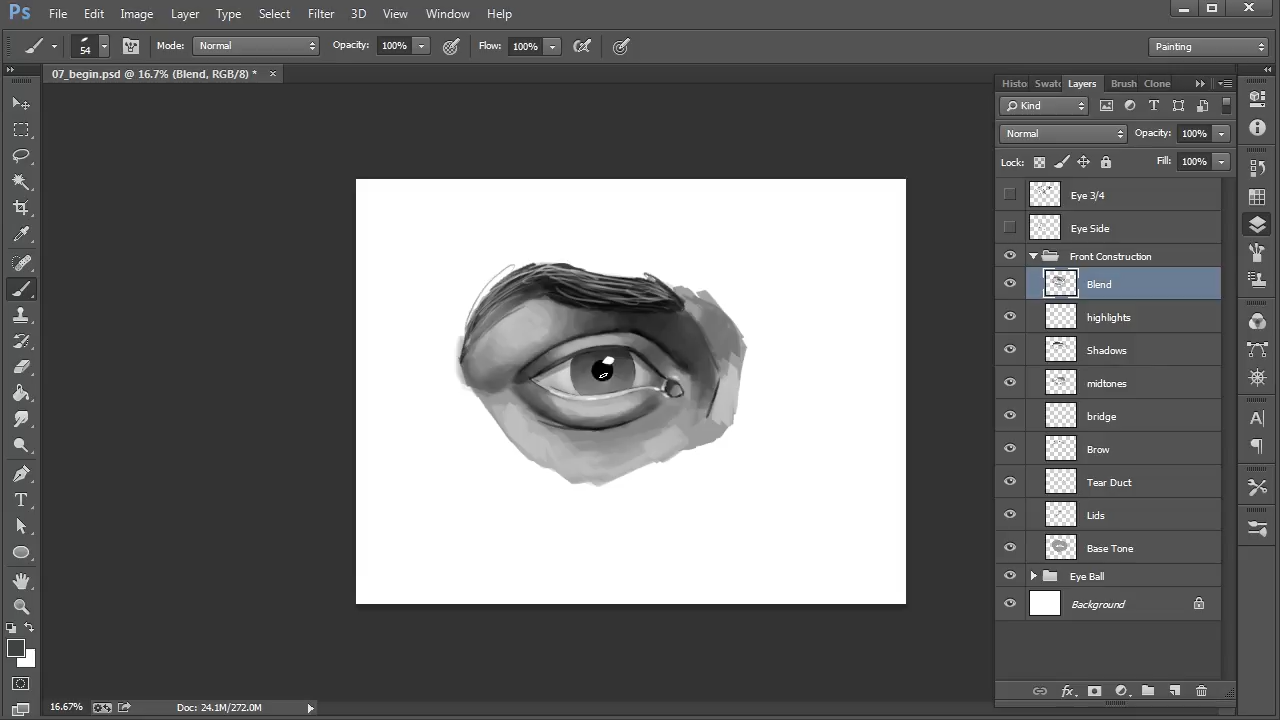 Ps File Edit Image Layer Type Select Filter 3D View Window Help
54 Mode: Normal Opacity: 100% Flow: 100% Painting
07_begin.psd @ 16.7% (Blend, RGB/8) * ×
Histo Swatc Layers Brush Clone
Kind
Normal Opacity: 100%
Lock: Fill: 100%
Eye 3/4
Eye Side
Front Construction
Blend
highlights
Shadows
midtones
bridge
Brow
Tear Duct
Lids
Base Tone
Eye Ball
Background
16.67% Doc: 24.1M/272.0M